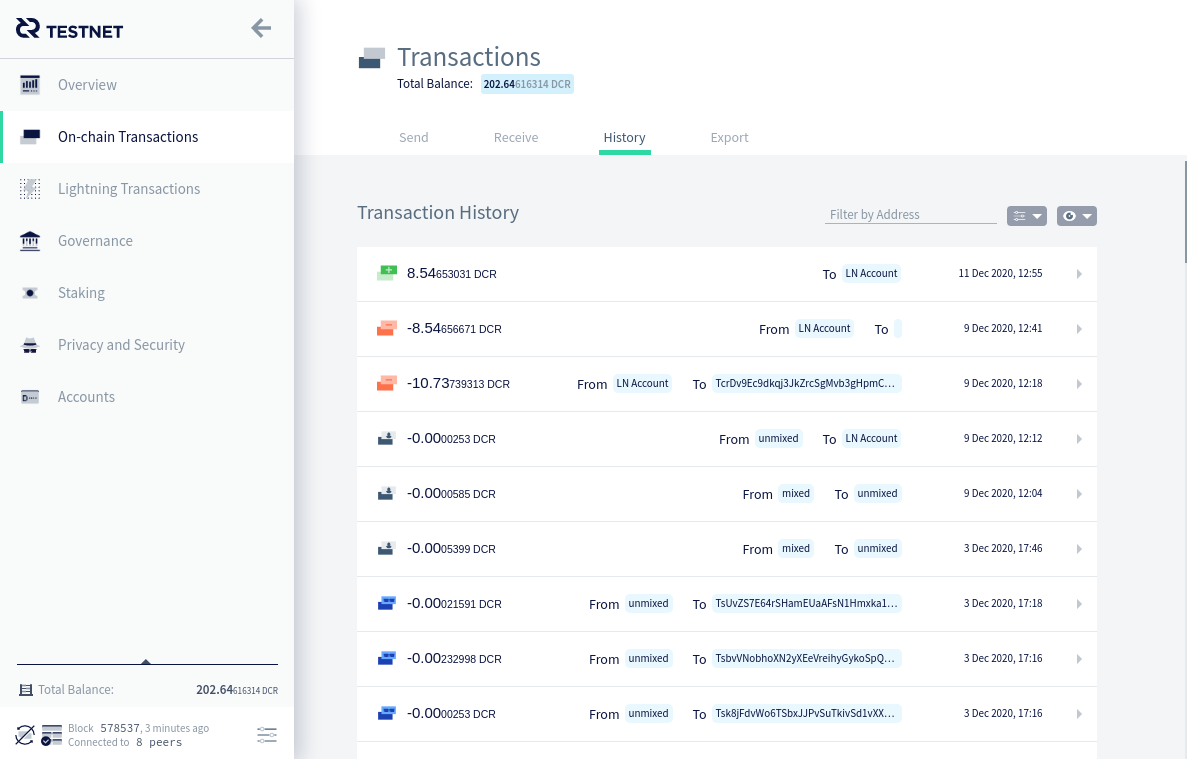 TESTNET
Overview
On-chain Transactions
Lightning Transactions
Governance
Staking
Privacy and Security
Accounts
Total Balance: 202.64616314 DCR
Block 578537, 3 minutes ago
Connected to 8 peers
Transactions
Total Balance: 202.64616314 DCR
Send Receive History Export
Transaction History
Filter by Address
8.54653031 DCR To LN Account 11 Dec 2020, 12:55
-8.54656671 DCR From LN Account To 9 Dec 2020, 12:41
-10.73739313 DCR From LN Account To TcrDv9Ec9dkqj3JkZrcSgMvb3gHpmC... 9 Dec 2020, 12:18
-0.0000253 DCR From unmixed To LN Account 9 Dec 2020, 12:12
-0.0000585 DCR From mixed To unmixed 9 Dec 2020, 12:04
-0.0005399 DCR From mixed To unmixed 3 Dec 2020, 17:46
-0.00021591 DCR From unmixed To TsUvZS7E64rSHamEUaAFsN1Hmxka1... 3 Dec 2020, 17:18
-0.00232998 DCR From unmixed To TsbvVNobhoXN2yXEeVreihyGykoSpQ... 3 Dec 2020, 17:16
-0.0000253 DCR From unmixed To Tsk8jFdvWo6TSbxJJPvSuTkivSd1vXX... 3 Dec 2020, 17:16